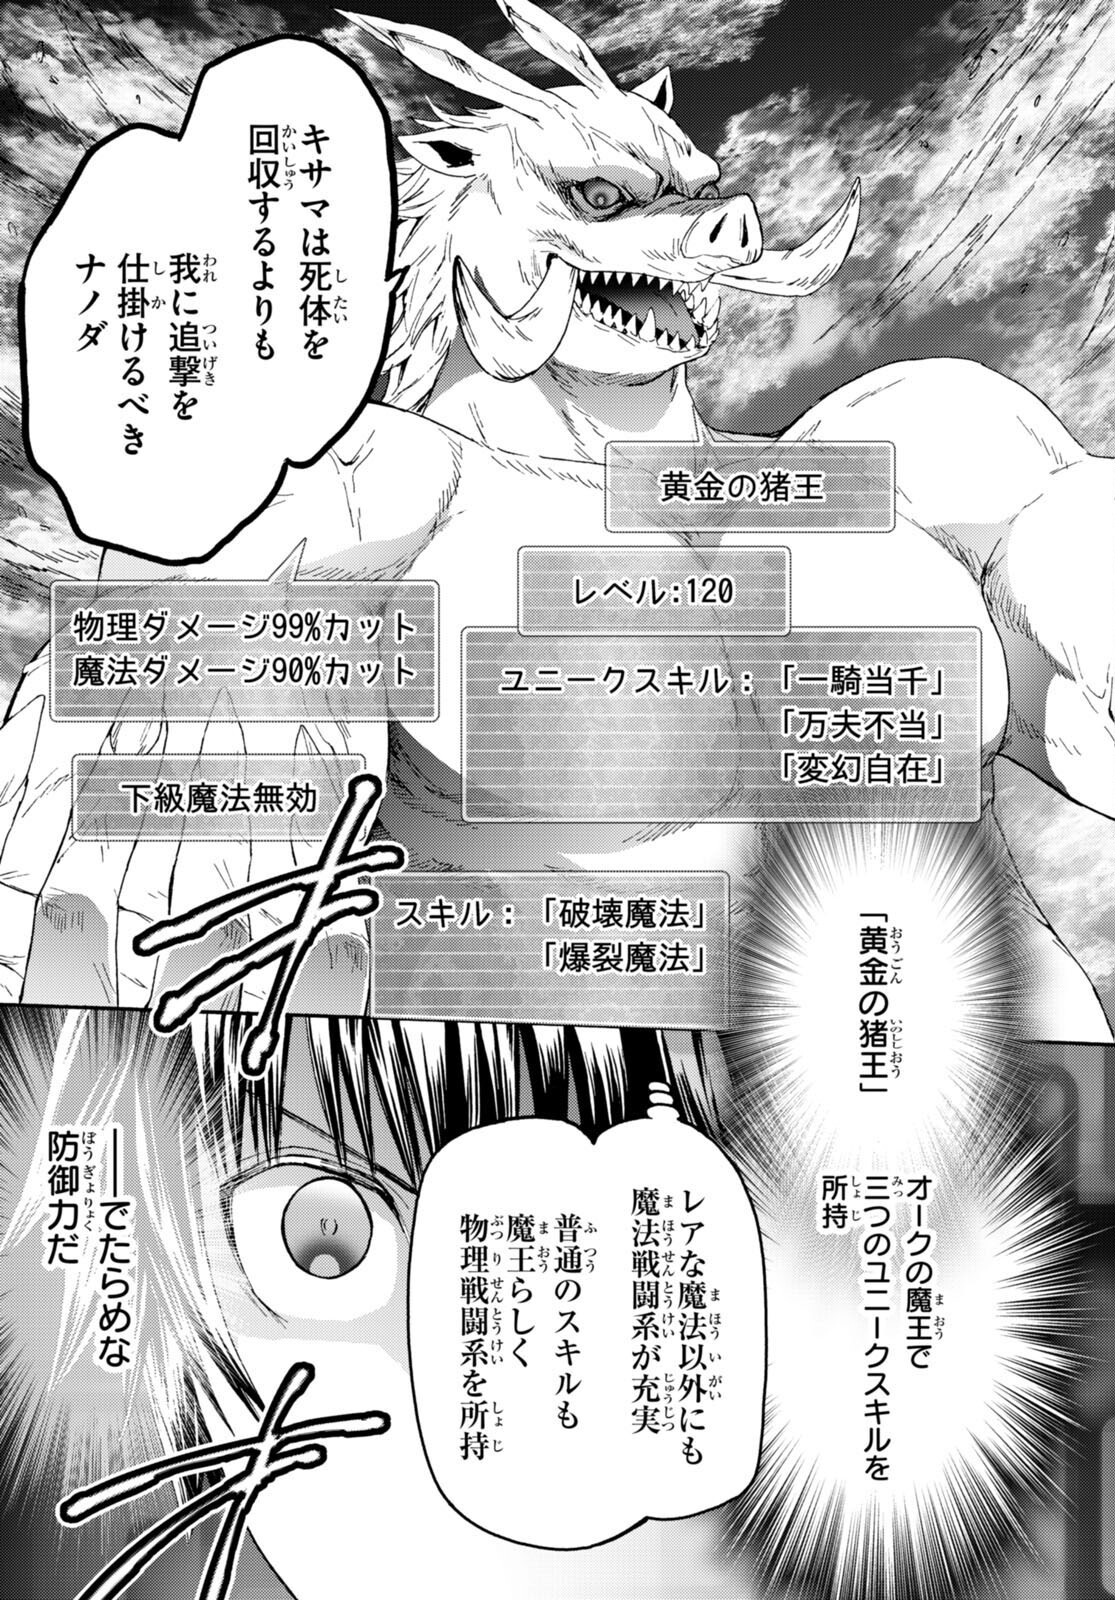 キサマは死体を
回収するよりも
我に追撃を
仕掛けるべき
ナノダ
黄金の猪王
レベル:120
物理ダメージ99%カット
魔法ダメージ90%カット
ユニークスキル：「一騎当千」
「万夫不当」
「変幻自在」
下級魔法無効
スキル：「破壊魔法」
「爆裂魔法」
ギ
「黄金の猪王」
オークの魔王で
三つのユニークスキルを
所持
レアな魔法以外にも
魔法戦闘系が充実
普通のスキルも
魔王らしく
物理戦闘系を所持
――でたらめな
防御力だ
ギ